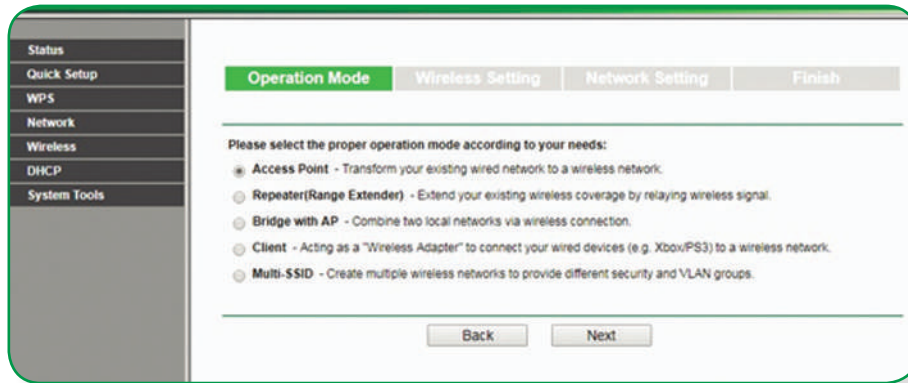 Status
Quick Setup
WPS
Network
Wireless
DHCP
System Tools
Operation Mode Wireless Setting Network Setting Finish
Please select the proper operation mode according to your needs:
Access Point - Transform your existing wired network to a wireless network.
Repeater(Range Extender) - Extend your existing wireless coverage by relaying wireless signal.
Bridge with AP - Combine two local networks via wireless connection.
Client - Acting as a "Wireless Adapter" to connect your wired devices (e.g. Xbox/PS3) to a wireless network.
Multi-SSID - Create multiple wireless networks to provide different security and VLAN groups.
Back Next